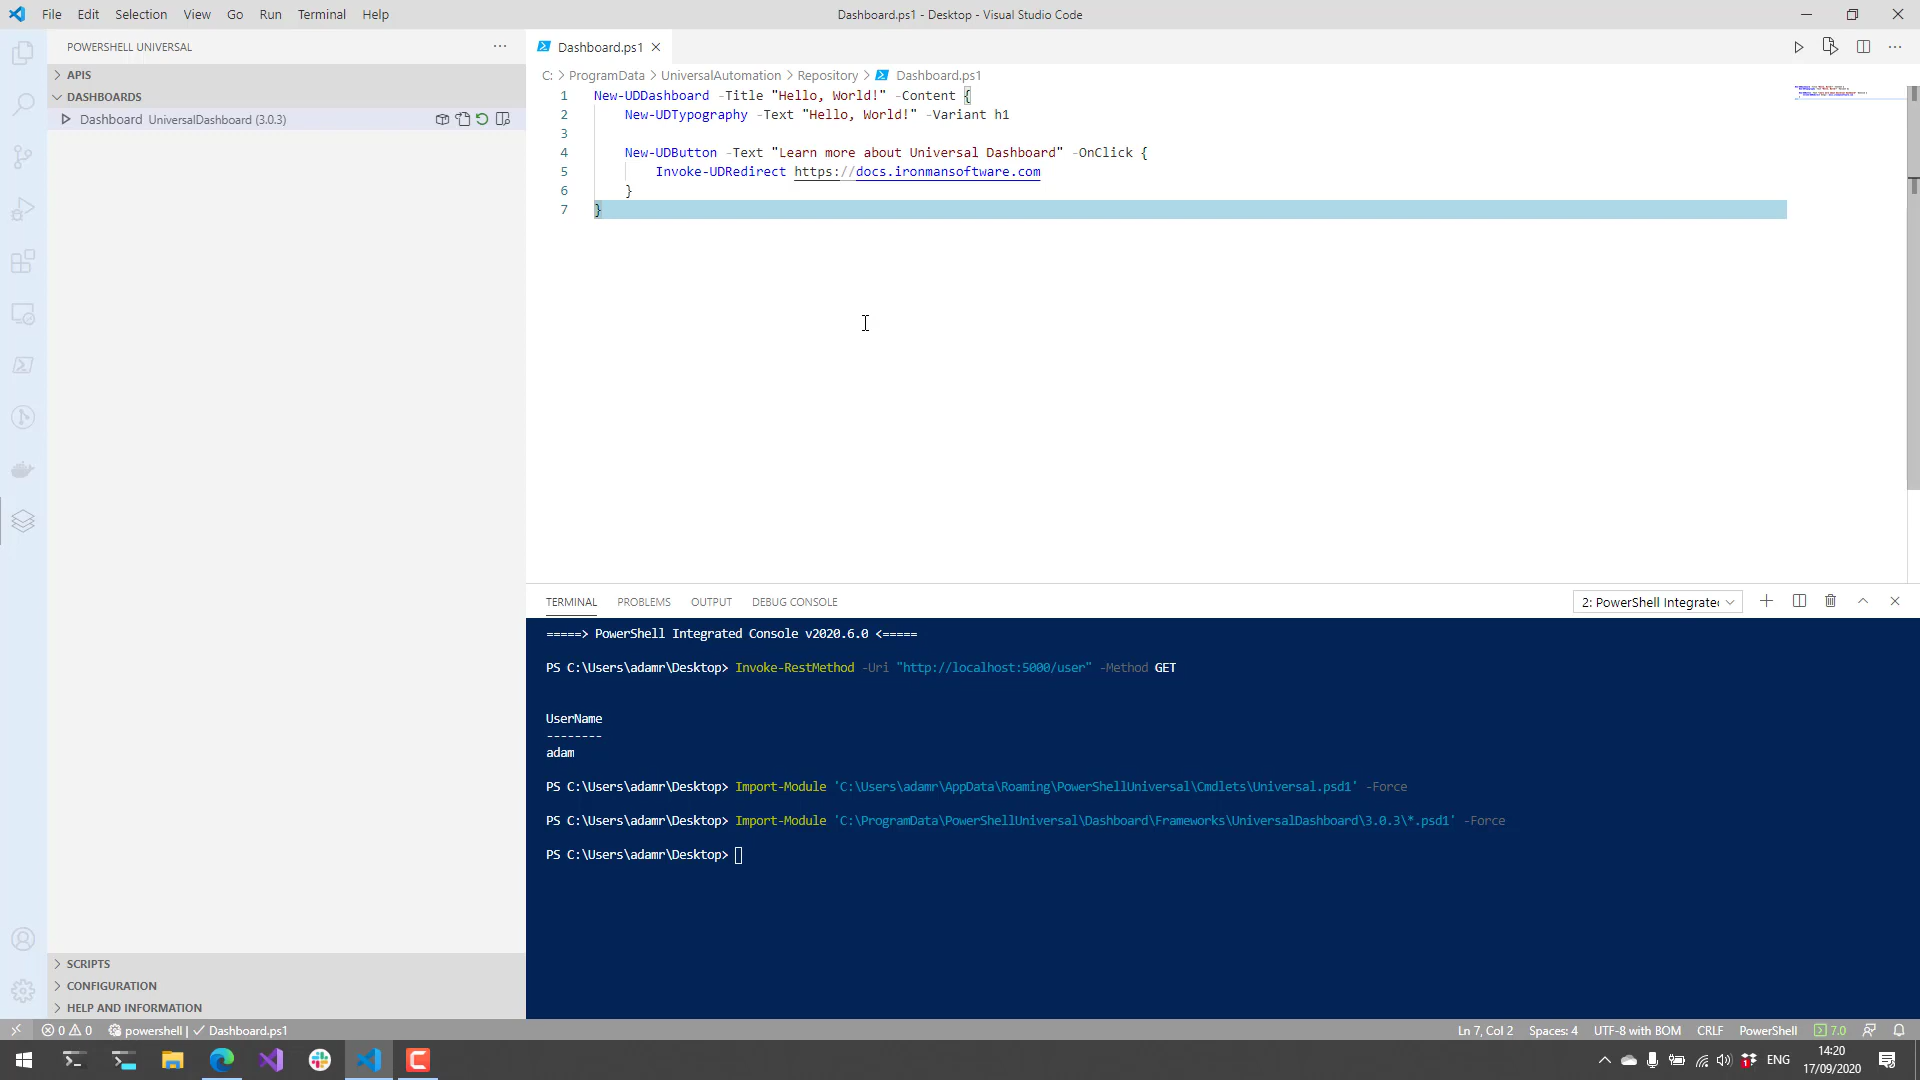 File Edit Selection View Go Run Terminal Help
Dashboard.ps1 - Desktop - Visual Studio Code
POWERSHELL UNIVERSAL
APIS
DASHBOARDS
Dashboard UniversalDashboard (3.0.3)
Dashboard.ps1
C: > ProgramData > UniversalAutomation > Repository > Dashboard.ps1
1 New-UDDashboard -Title "Hello, World!" -Content {
2 New-UDTypography -Text "Hello, World!" -Variant h1
3
4 New-UDButton -Text "Learn more about Universal Dashboard" -OnClick {
5 Invoke-UDRedirect https://docs.ironmansoftware.com
6 }
7 }
TERMINAL PROBLEMS OUTPUT DEBUG CONSOLE
2: PowerShell Integrated
=====> PowerShell Integrated Console v2020.6.0 <=====
PS C:\Users\adamr\Desktop> Invoke-RestMethod -Uri "http://localhost:5000/user" -Method GET
UserName
--------
adam
PS C:\Users\adamr\Desktop> Import-Module 'C:\Users\adamr\AppData\Roaming\PowerShellUniversal\Cmdlets\Universal.psd1' -Force
PS C:\Users\adamr\Desktop> Import-Module 'C:\ProgramData\PowerShellUniversal\Dashboard\Frameworks\UniversalDashboard\3.0.3\*.psd1' -Force
PS C:\Users\adamr\Desktop>
SCRIPTS
CONFIGURATION
HELP AND INFORMATION
0 0 powershell | Dashboard.ps1
Ln 7, Col 2 Spaces: 4 UTF-8 with BOM CRLF PowerShell 7.0
ENG
14:20
17/09/2020